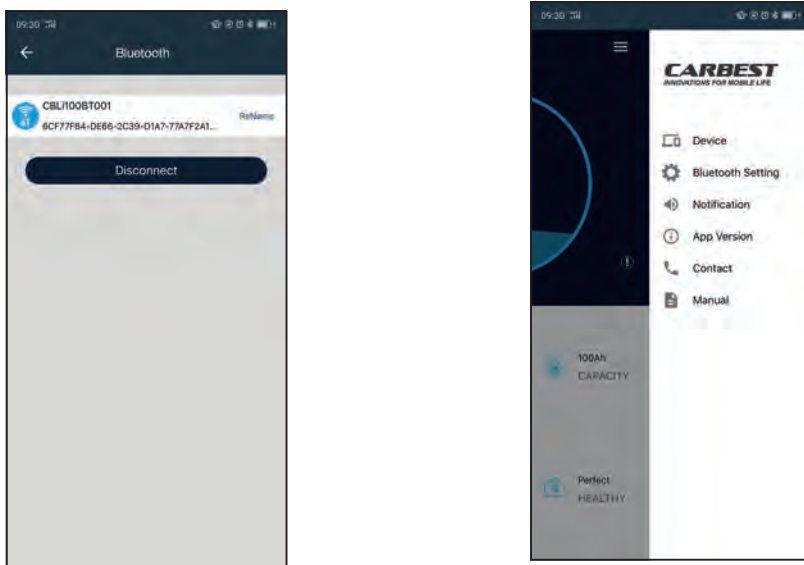 09:20
Bluetooth
CBLI100BT001
6CF77FB4-DE66-2C39-D1A7-77A7F2A1...
ReName
Disconnect
09:20
CARBEST
INNOVATIONS FOR MOBILE LIFE
Device
Bluetooth Setting
Notification
App Version
Contact
Manual
100Ah
CAPACITY
Perfect
HEALTHY